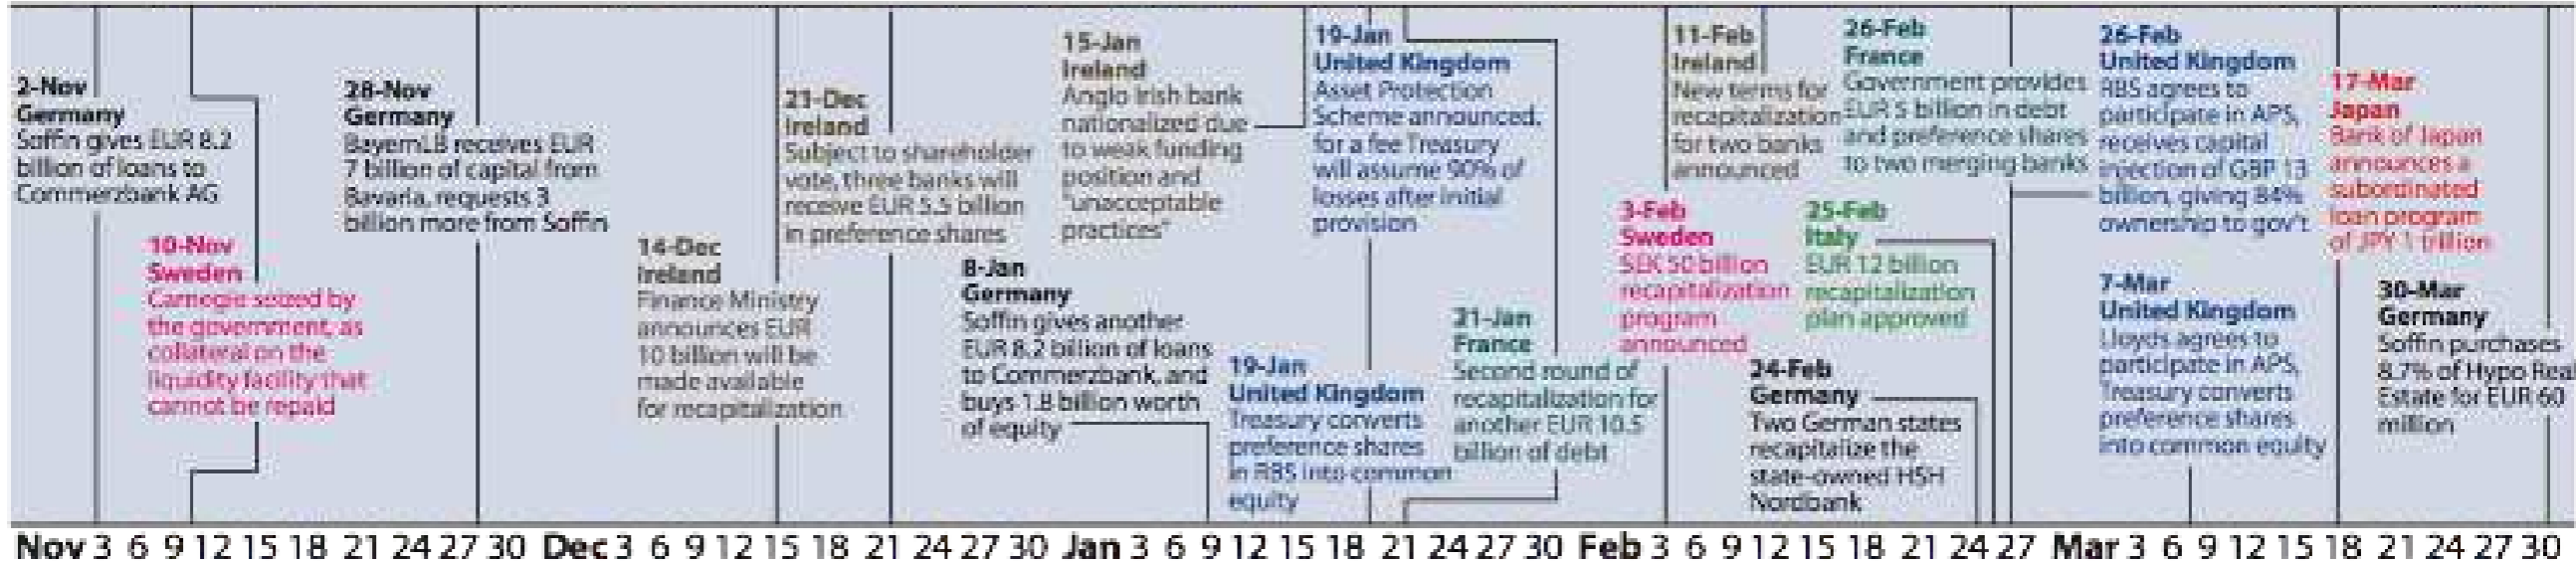 2-Nov
Germany
Soffin gives EUR 8.2
billion of loans to
Commerzbank AG
10-Nov
Sweden
Carnegie seized by
the government, as
collateral on the
liquidity facility that
cannot be repaid
28-Nov
Germany
BayernLB receives EUR
7 billion of capital from
Bavaria, requests 3
billion more from Soffin
14-Dec
Ireland
Finance Ministry
announces EUR
10 billion will be
made available
for recapitalization
21-Dec
Ireland
Subject to shareholder
vote, three banks will
receive EUR 5.5 billion
in preference shares
8-Jan
Germany
Soffin gives another
EUR 8.2 billion of loans
to Commerzbank, and
buys 1.8 billion worth
of equity
15-Jan
Ireland
Anglo Irish bank
nationalized due
to weak funding
position and
"unacceptable
practices"
19-Jan
United Kingdom
Treasury converts
preference shares
in RBS into common
equity
19-Jan
United Kingdom
Asset Protection
Scheme announced,
for a fee Treasury
will assume 90% of
losses after initial
provision
21-Jan
France
Second round of
recapitalization for
another EUR 10.5
billion of debt
3-Feb
Sweden
SEK 50 billion
recapitalization
program
announced
11-Feb
Ireland
New terms for
recapitalization
for two banks
announced
24-Feb
Germany
Two German states
recapitalize the
state-owned HSH
Nordbank
25-Feb
Italy
EUR 12 billion
recapitalization
plan approved
26-Feb
France
Government provides
EUR 5 billion in debt
and preference shares
to two merging banks
26-Feb
United Kingdom
RBS agrees to
participate in APS,
receives capital
injection of GBP 13
billion, giving 84%
ownership to gov't
7-Mar
United Kingdom
Lloyds agrees to
participate in APS,
Treasury converts
preference shares
into common equity
17-Mar
Japan
Bank of Japan
announces a
subordinated
loan program
of JPY 1 trillion
30-Mar
Germany
Soffin purchases
8.7% of Hypo Real
Estate for EUR 60
million
Nov 3 6 9 12 15 18 21 24 27 30 Dec 3 6 9 12 15 18 21 24 27 30 Jan 3 6 9 12 15 18 21 24 27 30 Feb 3 6 9 12 15 18 21 24 27 Mar 3 6 9 12 15 18 21 24 27 30